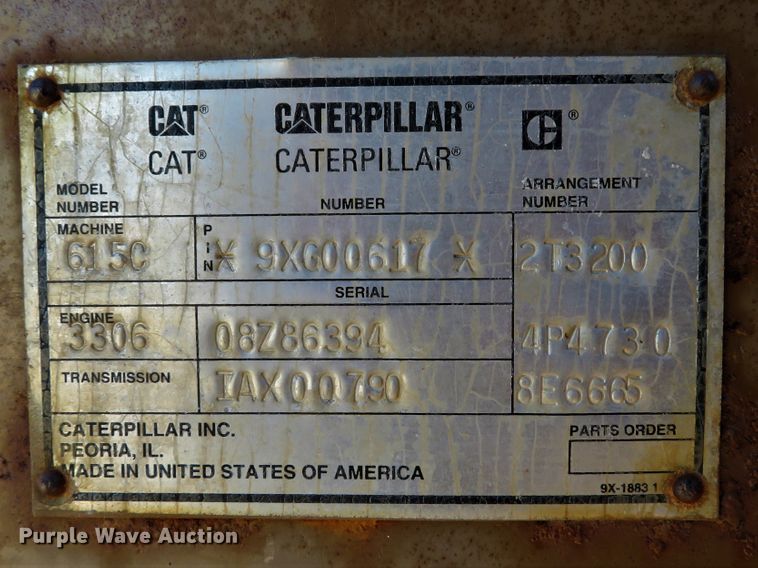 CAT® CATERPILLAR® C®
CAT® CATERPILLAR®
MODEL NUMBER NUMBER ARRANGEMENT NUMBER
MACHINE PIN
615C * 9XG00617 * 2T3200
SERIAL
ENGINE
3306 08Z86394 4P4730
TRANSMISSION IAX00790 8E6665
CATERPILLAR INC. PARTS ORDER
PEORIA, IL.
MADE IN UNITED STATES OF AMERICA
9X-1883 1
Purple Wave Auction